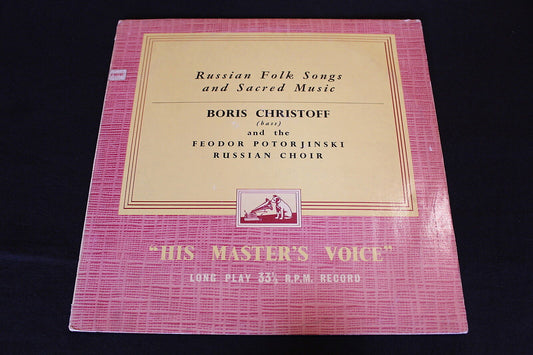 Russian Folk Songs
and Sacred Music
BORIS CHRISTOFF
(bass)
and the
FEODOR POTORJINSKI
RUSSIAN CHOIR
"HIS MASTER'S VOICE"
LONG PLAY 33⅓ R.P.M. RECORD